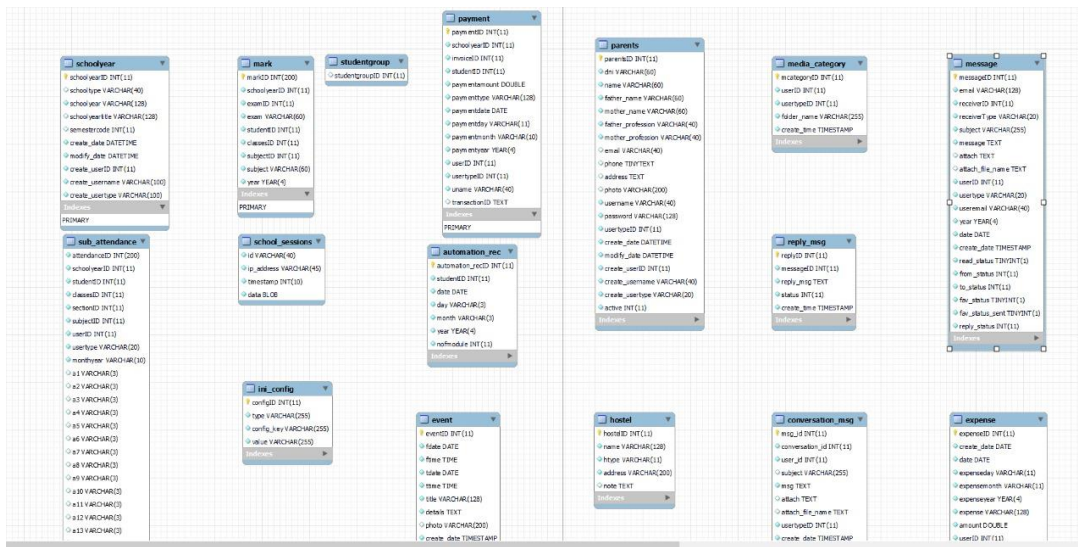 schoolyear
schoolyearID INT(11)
schooltype VARCHAR(40)
schoolyear VARCHAR(128)
schoolyeartitle VARCHAR(128)
semestercode INT(11)
create_date DATETIME
modify_date DATETIME
create_userID INT(11)
create_username VARCHAR(100)
create_usertype VARCHAR(100)
Indexes
PRIMARY
mark
markID INT(200)
schoolyearID INT(11)
examID INT(11)
exam VARCHAR(60)
studentID INT(11)
classesID INT(11)
subjectID INT(11)
subject VARCHAR(60)
year YEAR(4)
Indexes
PRIMARY
studentgroup
studentgroupID INT(11)
payment
paymentID INT(11)
schoolyearID INT(11)
invoiceID INT(11)
studentID INT(11)
paymentamount DOUBLE
paymenttype VARCHAR(128)
paymentdate DATE
paymentday VARCHAR(11)
paymentmonth VARCHAR(10)
paymentyear YEAR(4)
userID INT(11)
usertypeID INT(11)
uname VARCHAR(40)
transactionID TEXT
Indexes
PRIMARY
parents
parentsID INT(11)
dni VARCHAR(60)
name VARCHAR(60)
father_name VARCHAR(60)
mother_name VARCHAR(60)
father_profession VARCHAR(40)
mother_profession VARCHAR(40)
email VARCHAR(40)
phone TINYTEXT
address TEXT
photo VARCHAR(200)
username VARCHAR(40)
password VARCHAR(128)
usertypeID INT(11)
create_date DATETIME
modify_date DATETIME
create_userID INT(11)
create_username VARCHAR(40)
create_usertype VARCHAR(20)
active INT(11)
Indexes
media_category
mcategoryID INT(11)
userID INT(11)
usertypeID INT(11)
folder_name VARCHAR(255)
create_time TIMESTAMP
message
messageID INT(11)
email VARCHAR(128)
receiverID INT(11)
receiverType VARCHAR(20)
subject VARCHAR(255)
message TEXT
attach TEXT
attach_file_name TEXT
userID INT(11)
usertype VARCHAR(20)
useremail VARCHAR(40)
year YEAR(4)
date DATE
create_date TIMESTAMP
read_status TINYINT(1)
from_status INT(11)
to_status INT(11)
fav_status TINYINT(1)
fav_status_sent TINYINT(1)
reply_status INT(11)
Indexes
sub_attendance
attendanceID INT(200)
schoolyearID INT(11)
studentID INT(11)
classesID INT(11)
sectionID INT(11)
subjectID INT(11)
userID INT(11)
usertype VARCHAR(20)
monthyear VARCHAR(10)
a1 VARCHAR(3)
a2 VARCHAR(3)
a3 VARCHAR(3)
a4 VARCHAR(3)
a5 VARCHAR(3)
a6 VARCHAR(3)
a7 VARCHAR(3)
a8 VARCHAR(3)
a9 VARCHAR(3)
a10 VARCHAR(3)
a11 VARCHAR(3)
a12 VARCHAR(3)
a13 VARCHAR(3)
school_sessions
id VARCHAR(40)
ip_address VARCHAR(45)
timestamp INT(10)
data BLOB
automation_rec
automation_recID INT(11)
studentID INT(11)
date DATE
day VARCHAR(3)
month VARCHAR(3)
year YEAR(4)
nofmodule INT(11)
Indexes
reply_msg
replyID INT(11)
messageID INT(11)
reply_msg TEXT
status INT(11)
create_time TIMESTAMP
ini_config
configID INT(11)
type VARCHAR(255)
config_key VARCHAR(255)
value VARCHAR(255)
Indexes
event
eventID INT(11)
fdate DATE
ftime TIME
tdate DATE
ttime TIME
title VARCHAR(128)
details TEXT
photo VARCHAR(200)
create_date TIMESTAMP
hostel
hostelID INT(11)
name VARCHAR(128)
htype VARCHAR(11)
address VARCHAR(200)
note TEXT
Indexes
conversation_msg
msg_id INT(11)
conversation_id INT(11)
user_id INT(11)
subject VARCHAR(255)
msg TEXT
attach TEXT
attach_file_name TEXT
usertypeID INT(11)
create_date TIMESTAMP
expense
expenseID INT(11)
create_date DATE
date DATE
expenseday VARCHAR(11)
expensemonth VARCHAR(11)
expenseyear YEAR(4)
expense VARCHAR(128)
amount DOUBLE
userID INT(11)